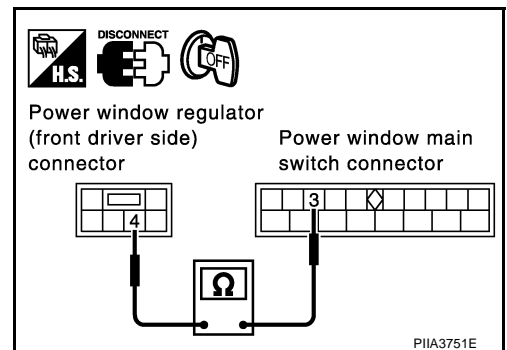 DISCONNECT
H.S.
OFF
Power window regulator
(front driver side)
connector
Power window main
switch connector
4
3
Ω
PIIA3751E